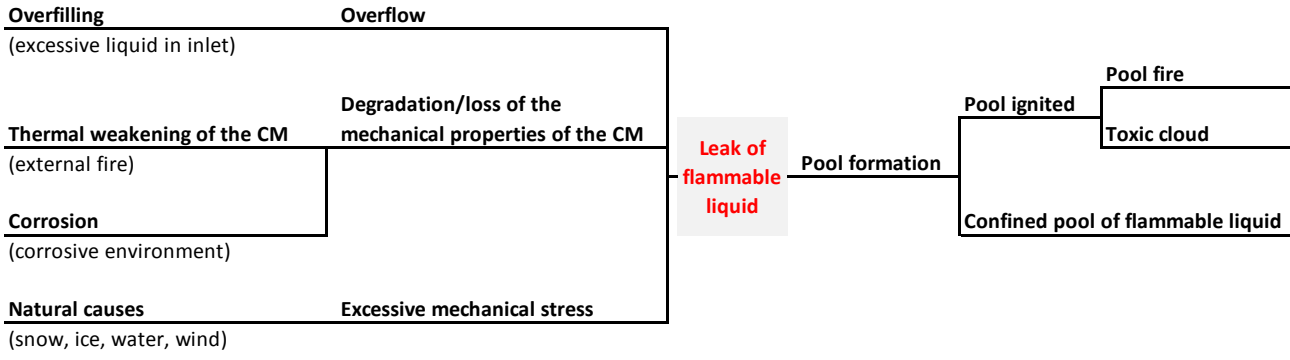 Overfilling
(excessive liquid in inlet)
Overflow
Thermal weakening of the CM
(external fire)
Degradation/loss of the
mechanical properties of the CM
Corrosion
(corrosive environment)
Natural causes
(snow, ice, water, wind)
Excessive mechanical stress
Leak of
flammable
liquid
Pool formation
Pool ignited
Pool fire
Toxic cloud
Confined pool of flammable liquid